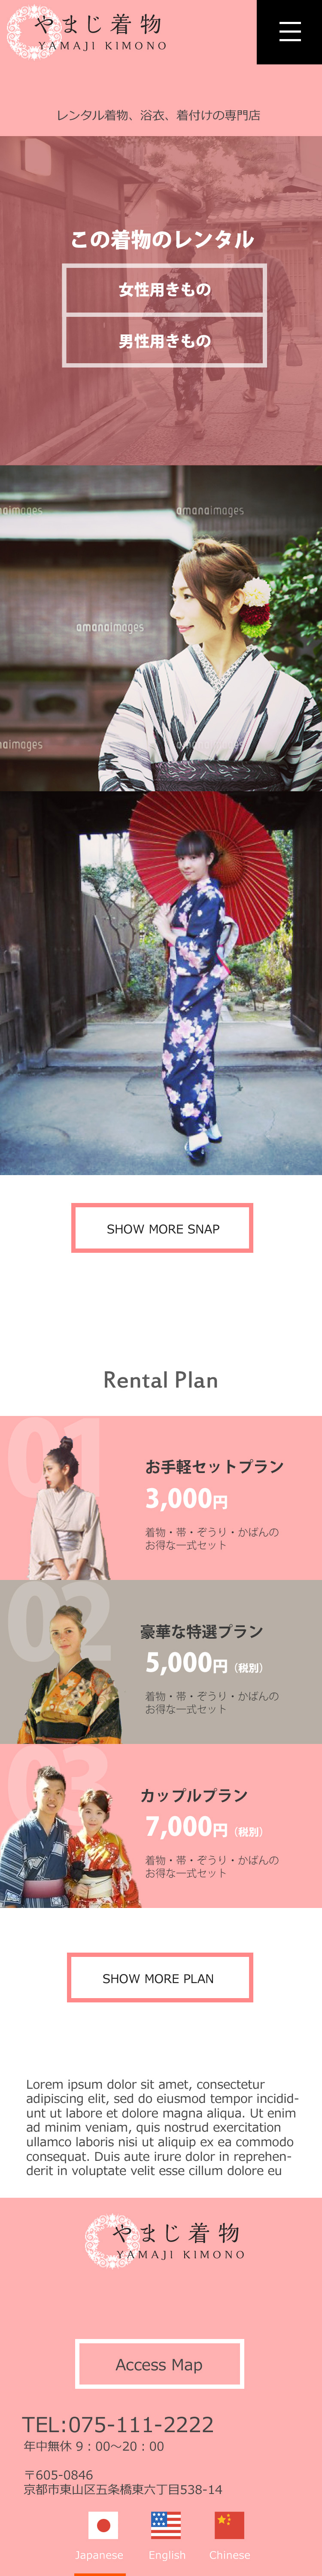 やまじ着物
YAMAJI KIMONO
レンタル着物、浴衣、着付けの専門店
この着物のレンタル
女性用きもの
男性用きもの
amanaimages
amanaimages
amanaimages
naimages
SHOW MORE SNAP
Rental Plan
01
お手軽セットプラン
3,000円
着物・帯・ぞうり・かばんの
お得な一式セット
02
豪華な特選プラン
5,000円（税別）
着物・帯・ぞうり・かばんの
お得な一式セット
03
カップルプラン
7,000円（税別）
着物・帯・ぞうり・かばんの
お得な一式セット
SHOW MORE PLAN
Lorem ipsum dolor sit amet, consectetur
adipiscing elit, sed do eiusmod tempor incidid-
unt ut labore et dolore magna aliqua. Ut enim
ad minim veniam, quis nostrud exercitation
ullamco laboris nisi ut aliquip ex ea commodo
consequat. Duis aute irure dolor in reprehen-
derit in voluptate velit esse cillum dolore eu
やまじ着物
YAMAJI KIMONO
Access Map
TEL:075-111-2222
年中無休 9：00～20：00
〒605-0846
京都市東山区五条橋東六丁目538-14
Japanese English Chinese